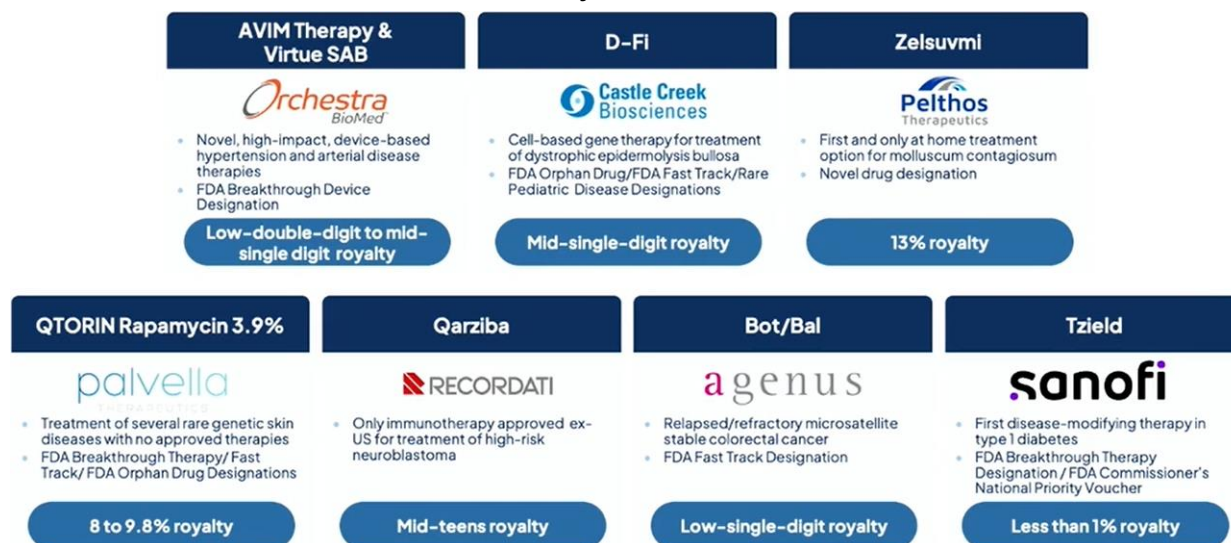 AVIM Therapy &
Virtue SAB
Orchestra
BioMed
Novel, high-impact, device-based
hypertension and arterial disease
therapies
FDA Breakthrough Device
Designation
Low-double-digit to mid-
single digit royalty
D-Fi
Castle Creek
Biosciences
Cell-based gene therapy for treatment
of dystrophic epidermolysis bullosa
FDA Orphan Drug/FDA Fast Track/Rare
Pediatric Disease Designations
Mid-single-digit royalty
Zelsuvmi
Pelthos
Therapeutics
First and only at home treatment
option for molluscum contagiosum
Novel drug designation
13% royalty
QTORIN Rapamycin 3.9%
palvella
THERAPEUTICS
Treatment of several rare genetic skin
diseases with no approved therapies
FDA Breakthrough Therapy/ Fast
Track/ FDA Orphan Drug Designations
8 to 9.8% royalty
Qarziba
RECORDATI
Only immunotherapy approved ex-
US for treatment of high-risk
neuroblastoma
Mid-teens royalty
Bot/Bal
agenus
Relapsed/refractory microsatellite
stable colorectal cancer
FDA Fast Track Designation
Low-single-digit royalty
Tzield
sanofi
First disease-modifying therapy in
type 1 diabetes
FDA Breakthrough Therapy
Designation / FDA Commissioner's
National Priority Voucher
Less than 1% royalty